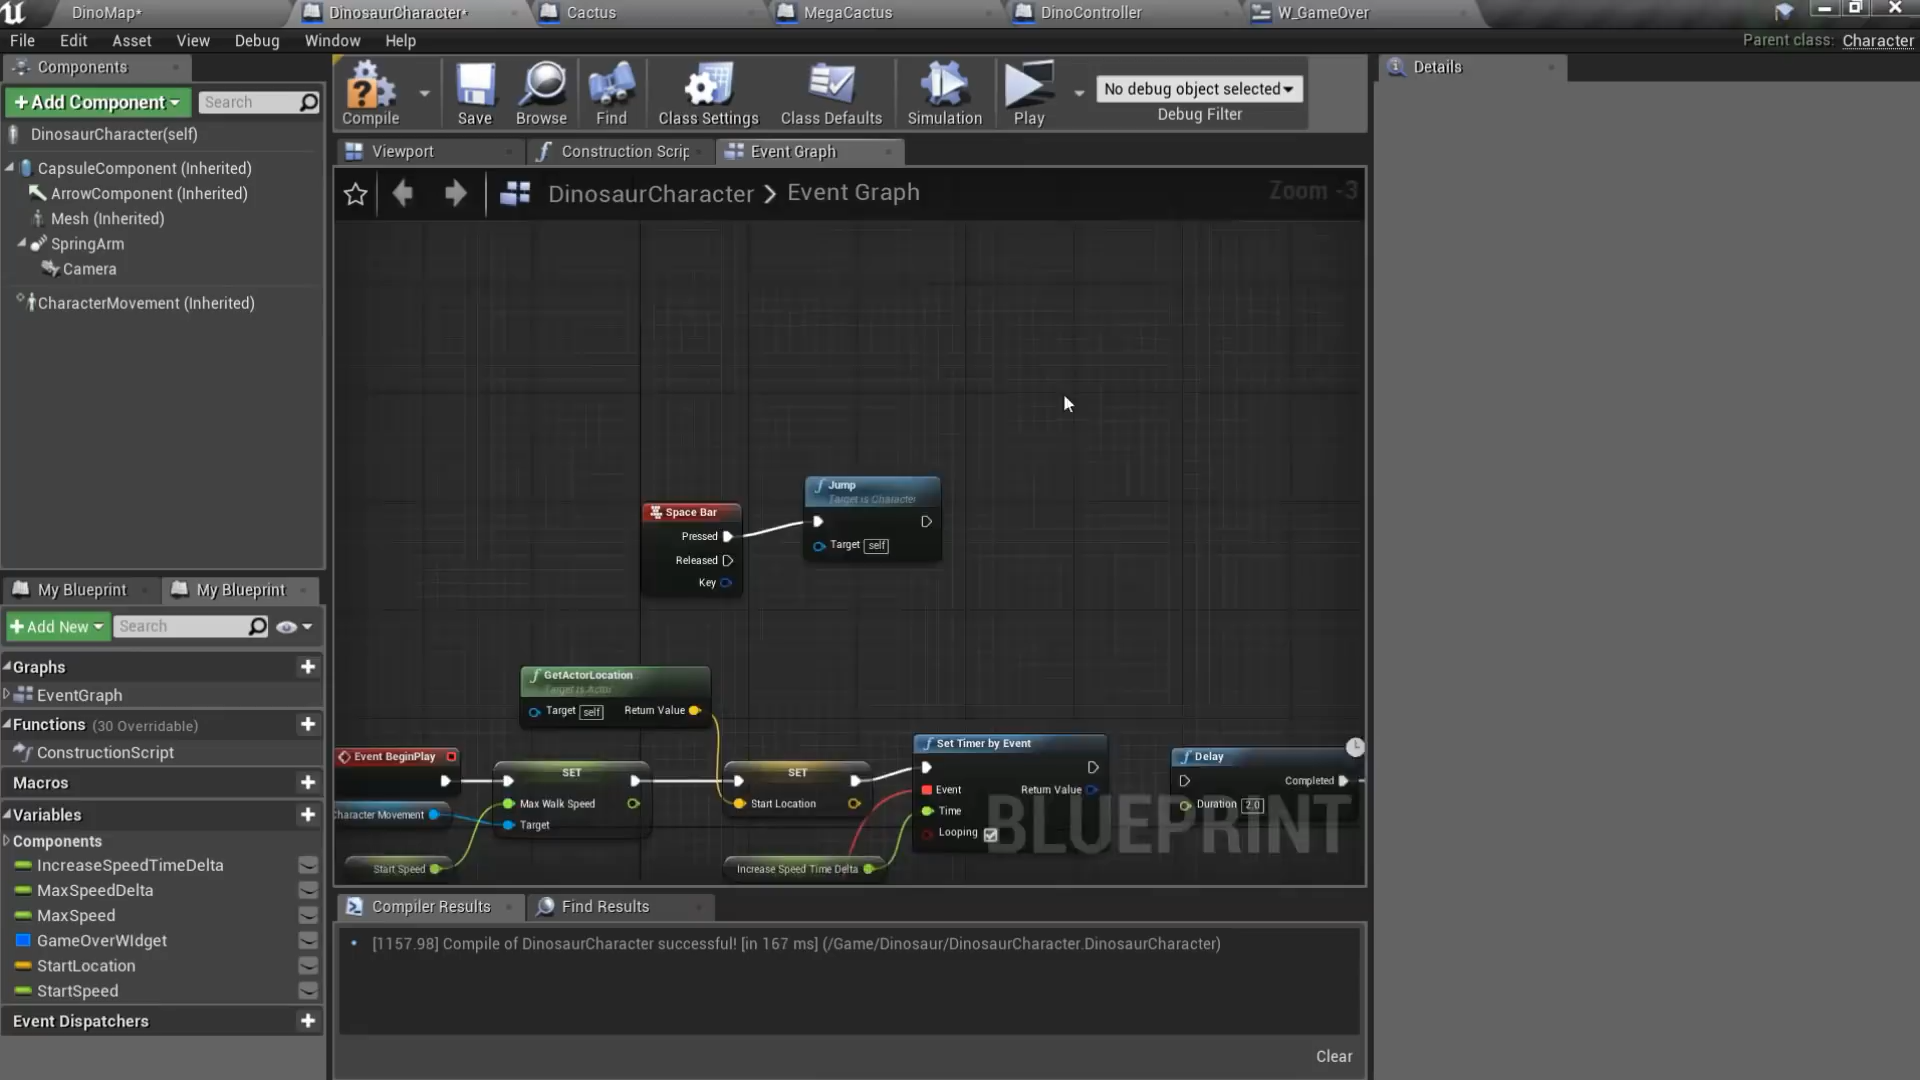 DinoMap*
DinosaurCharacter*
Cactus
MegaCactus
DinoController
W_GameOver
File
Edit
Asset
View
Debug
Window
Help
Parent class: Character
Components
+Add Component
Search
DinosaurCharacter(self)
CapsuleComponent (Inherited)
ArrowComponent (Inherited)
Mesh (Inherited)
SpringArm
Camera
CharacterMovement (Inherited)
Compile
Save
Browse
Find
Class Settings
Class Defaults
Simulation
Play
No debug object selected
Debug Filter
Details
Viewport
Construction Scrip
Event Graph
DinosaurCharacter > Event Graph
Zoom -3
Space Bar
Pressed
Released
Key
Jump
Target is Character
Target self
GetActorLocation
Target is Actor
Target self
Return Value
Event BeginPlay
Character Movement
Start Speed
SET
Max Walk Speed
Target
SET
Start Location
Increase Speed Time Delta
Set Timer by Event
Event
Return Value
Time
Looping
Delay
Completed
Duration 2.0
BLUEPRINT
My Blueprint
My Blueprint
+Add New
Search
Graphs
EventGraph
Functions (30 Overridable)
ConstructionScript
Macros
Variables
Components
IncreaseSpeedTimeDelta
MaxSpeedDelta
MaxSpeed
GameOverWIdget
StartLocation
StartSpeed
Event Dispatchers
Compiler Results
Find Results
[1157.98] Compile of DinosaurCharacter successful! [in 167 ms] (/Game/Dinosaur/DinosaurCharacter.DinosaurCharacter)
Clear